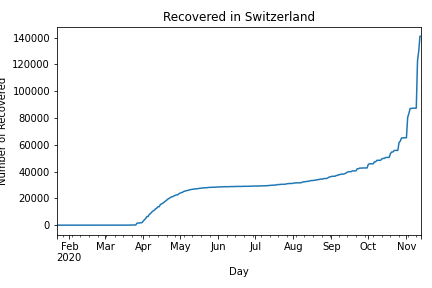 Recovered in Switzerland
Number of Recovered
140000
120000
100000
80000
60000
40000
20000
0
Feb Mar Apr May Jun Jul Aug Sep Oct Nov
2020
Day